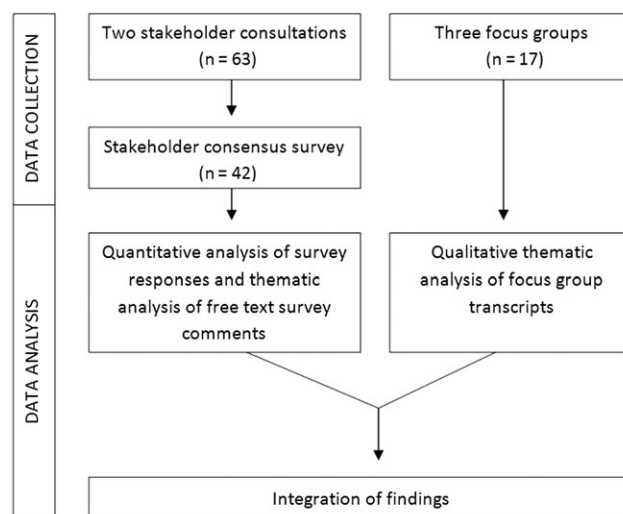 DATA COLLECTION
Two stakeholder consultations
(n = 63)
Three focus groups
(n = 17)
Stakeholder consensus survey
(n = 42)
DATA ANALYSIS
Quantitative analysis of survey
responses and thematic
analysis of free text survey
comments
Qualitative thematic
analysis of focus group
transcripts
Integration of findings